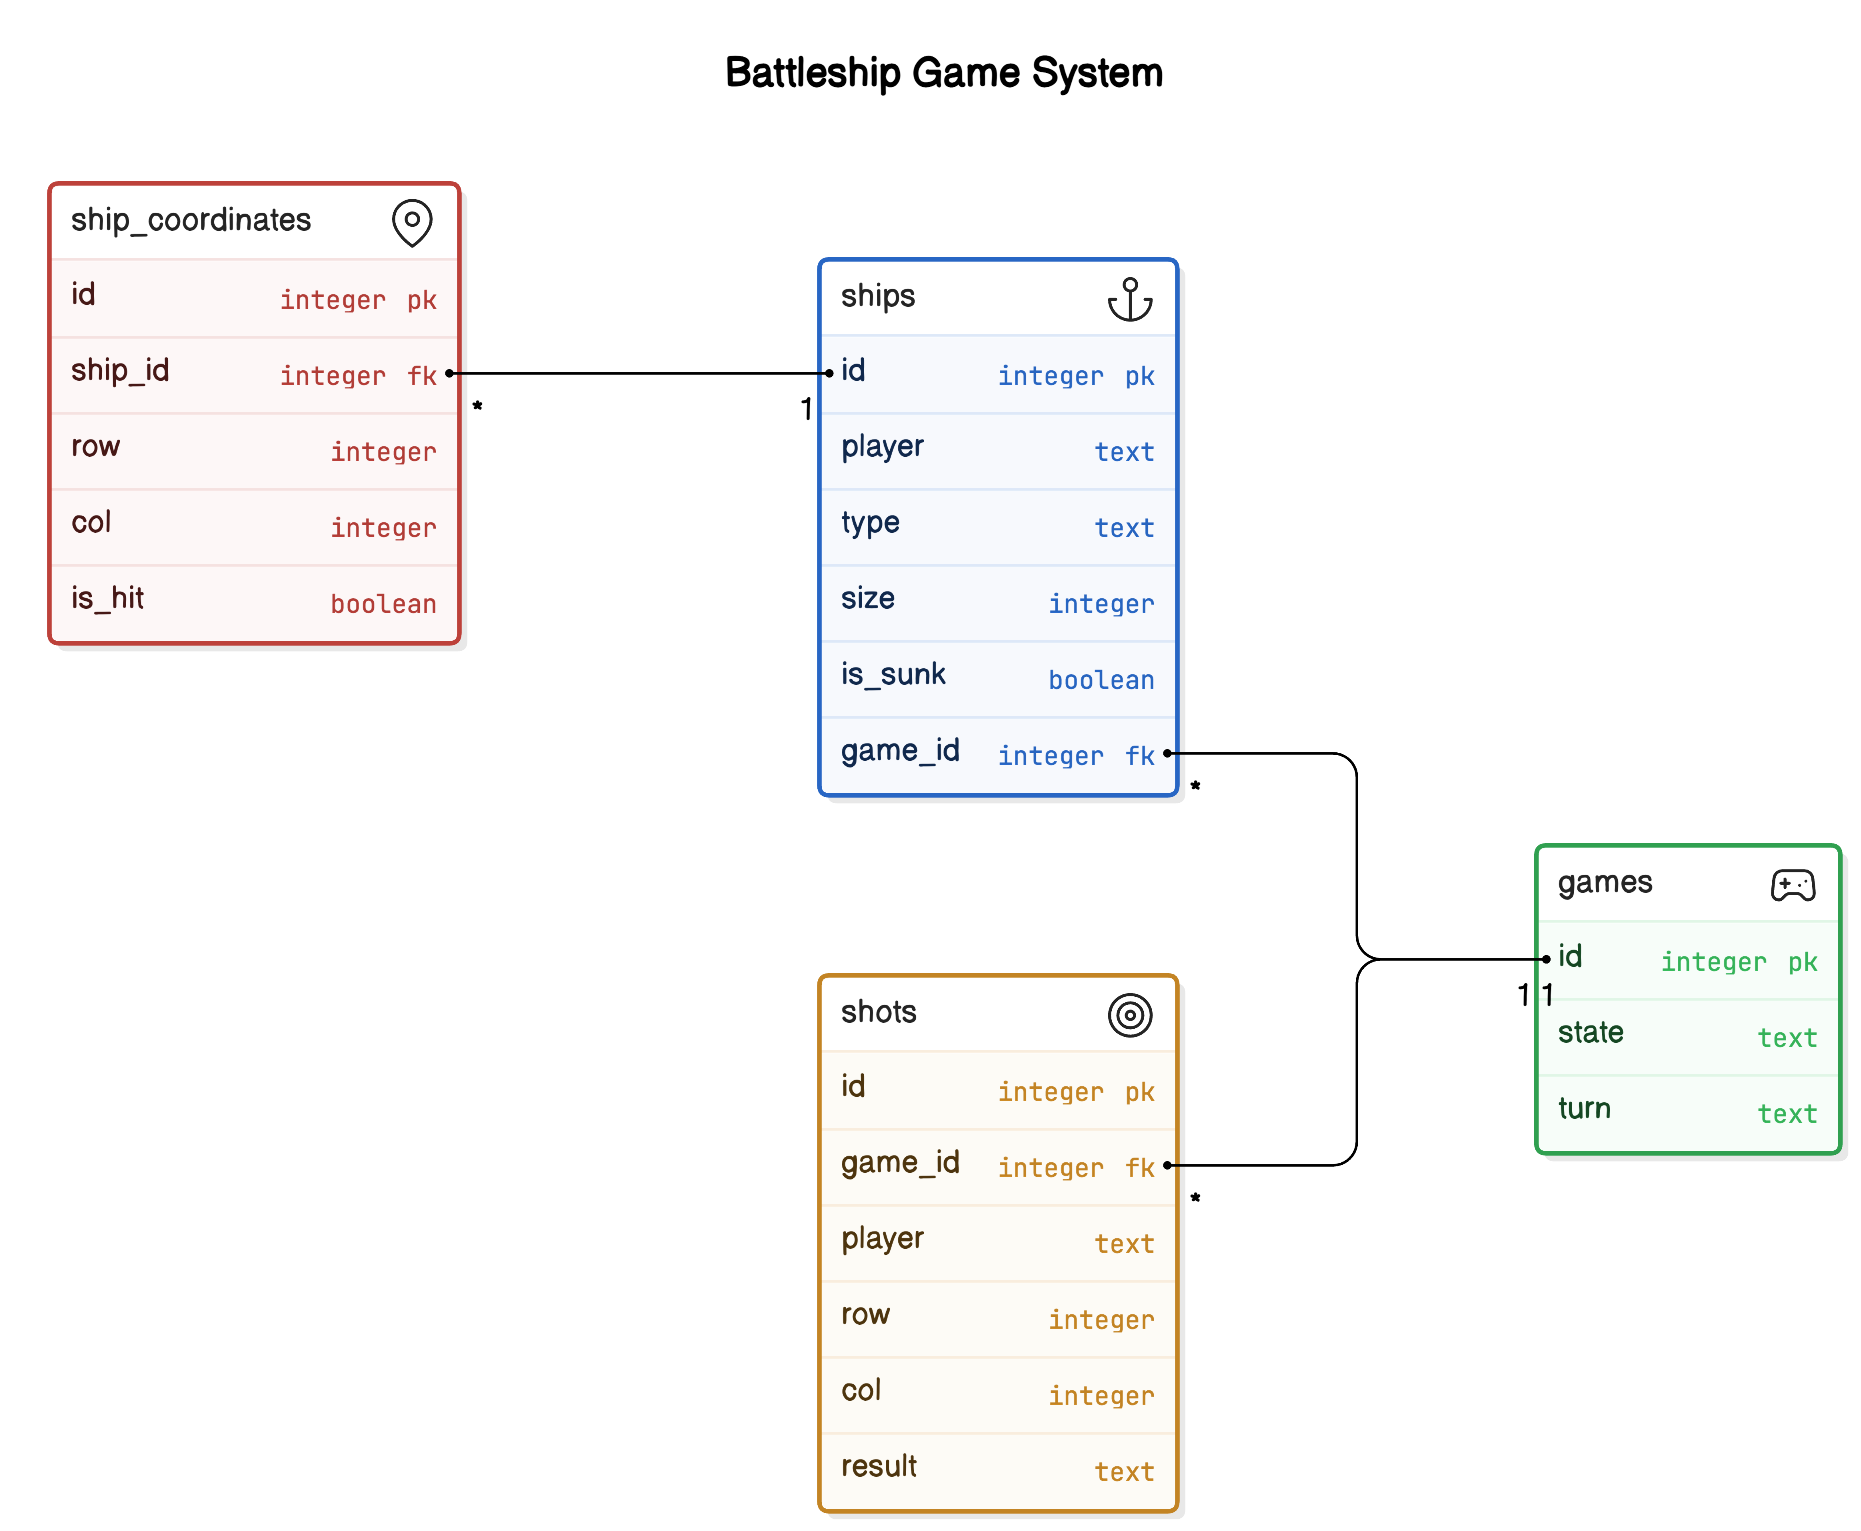 Battleship Game System
ship_coordinates
id integer pk
ship_id integer fk
*
row integer
col integer
is_hit boolean
ships
id integer pk
1
player text
type text
size integer
is_sunk boolean
game_id integer fk
*
games
id integer pk
1 1
state text
turn text
shots
id integer pk
game_id integer fk
*
player text
row integer
col integer
result text